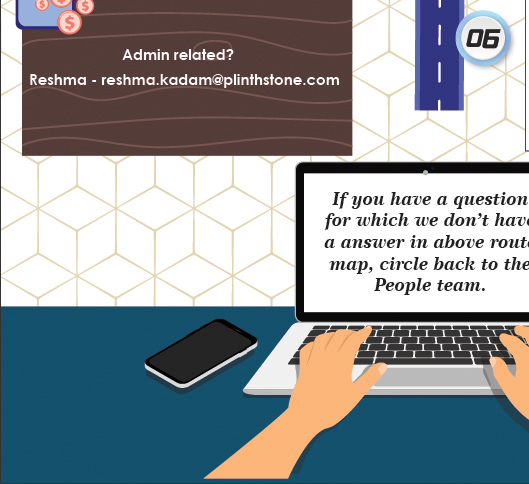 06
Admin related?
Reshma - reshma.kadam@plinthstone.com
If you have a question
for which we don't have
a answer in above route
map, circle back to the
People team.